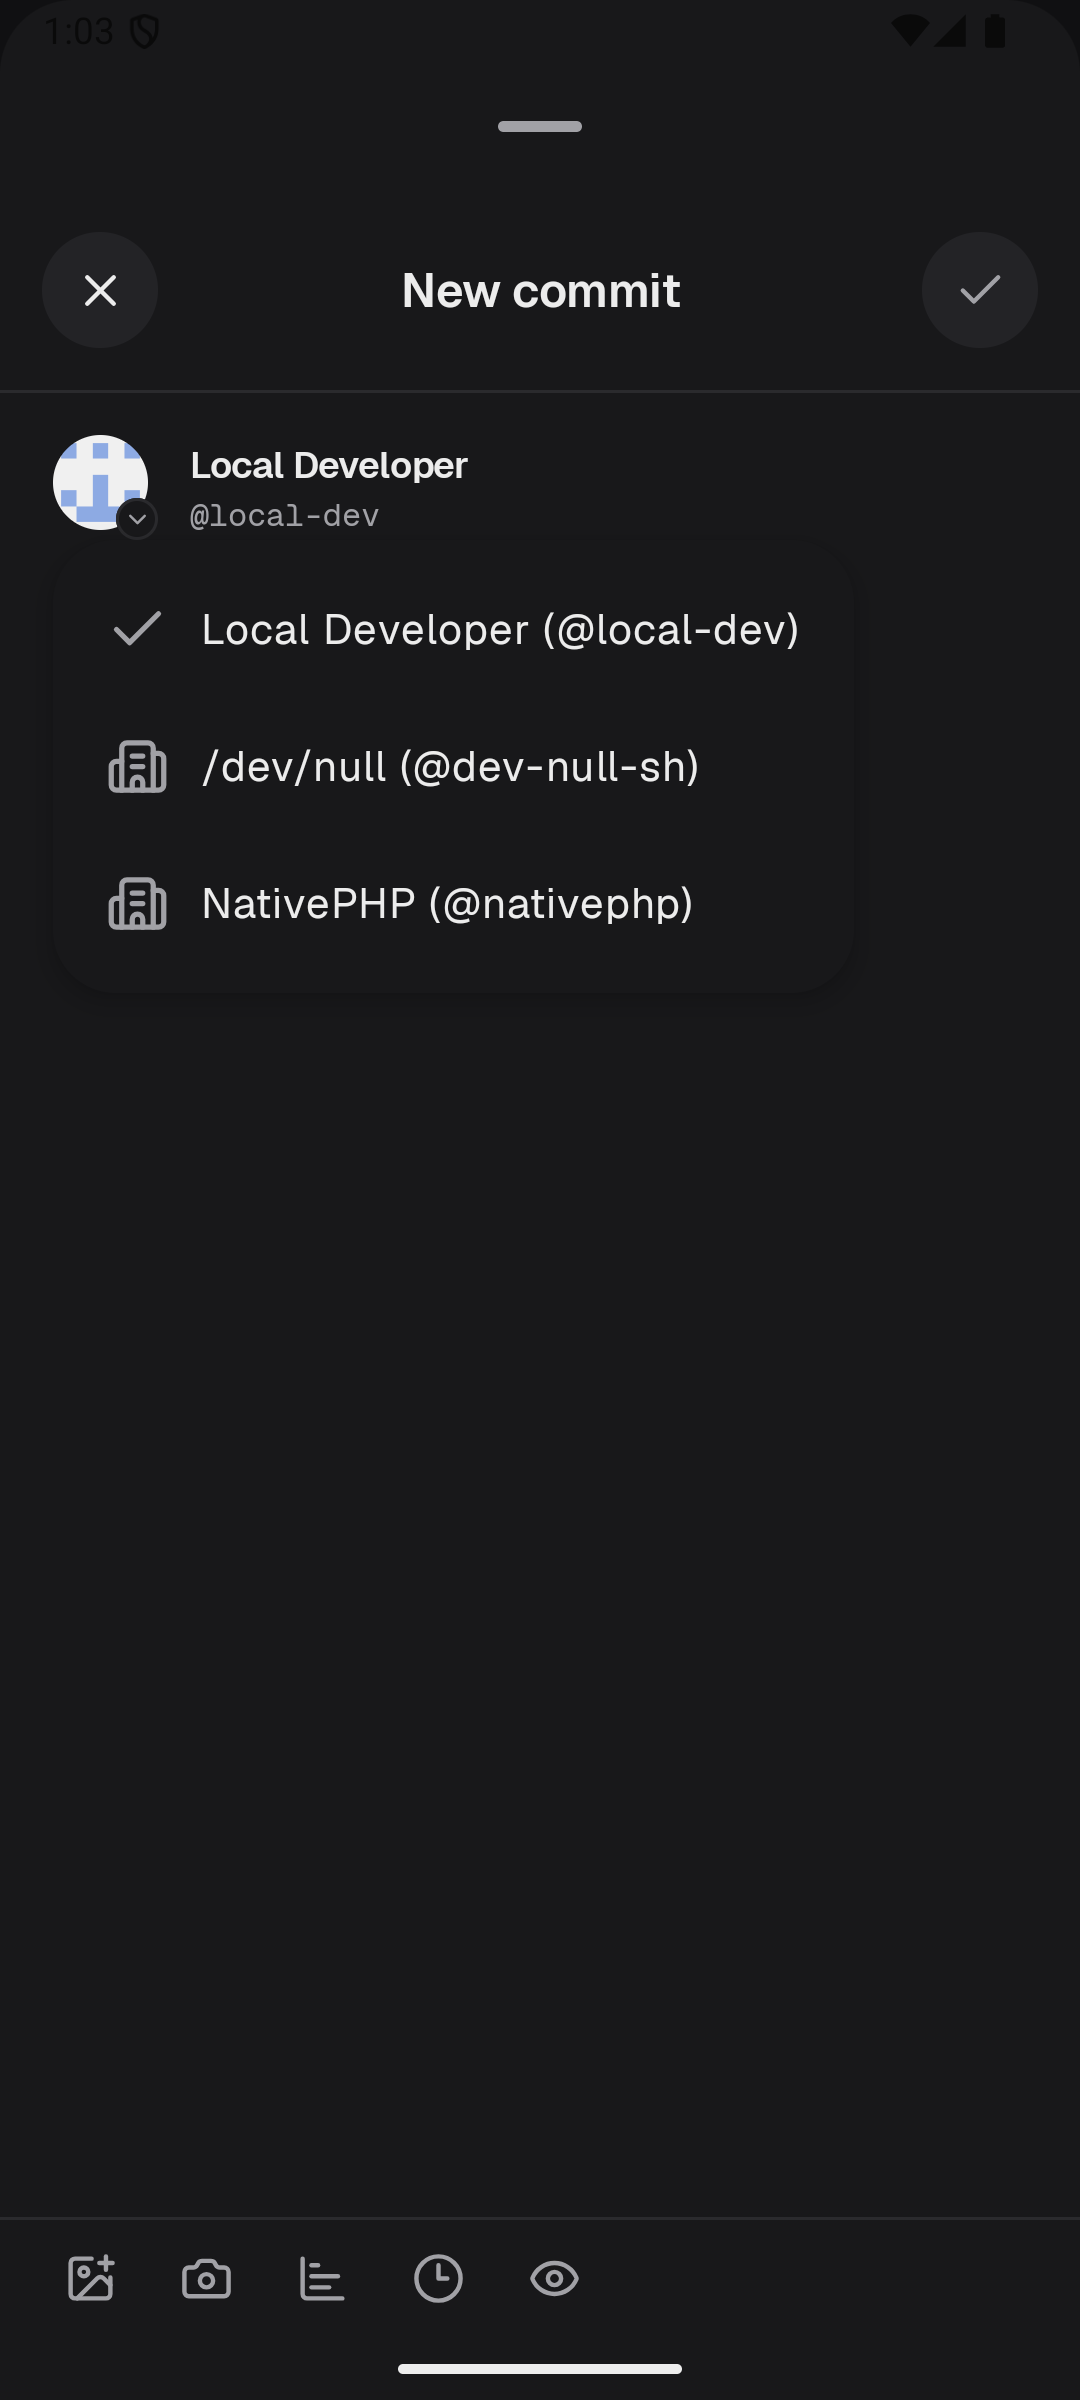 1:03
New commit
Local Developer
@local-dev
Local Developer (@local-dev)
/dev/null (@dev-null-sh)
NativePHP (@nativephp)